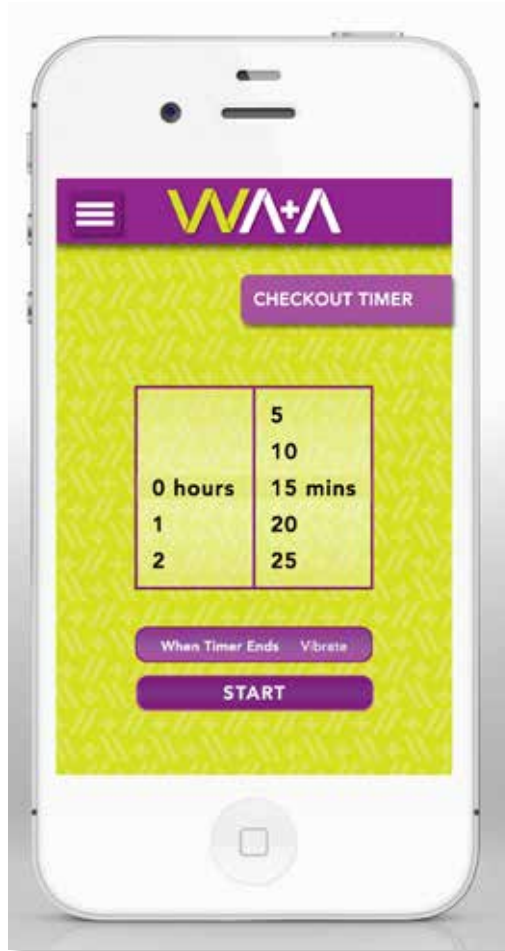 WA+A
CHECKOUT TIMER
5
10
0 hours 15 mins
1 20
2 25
When Timer Ends Vibrate
START